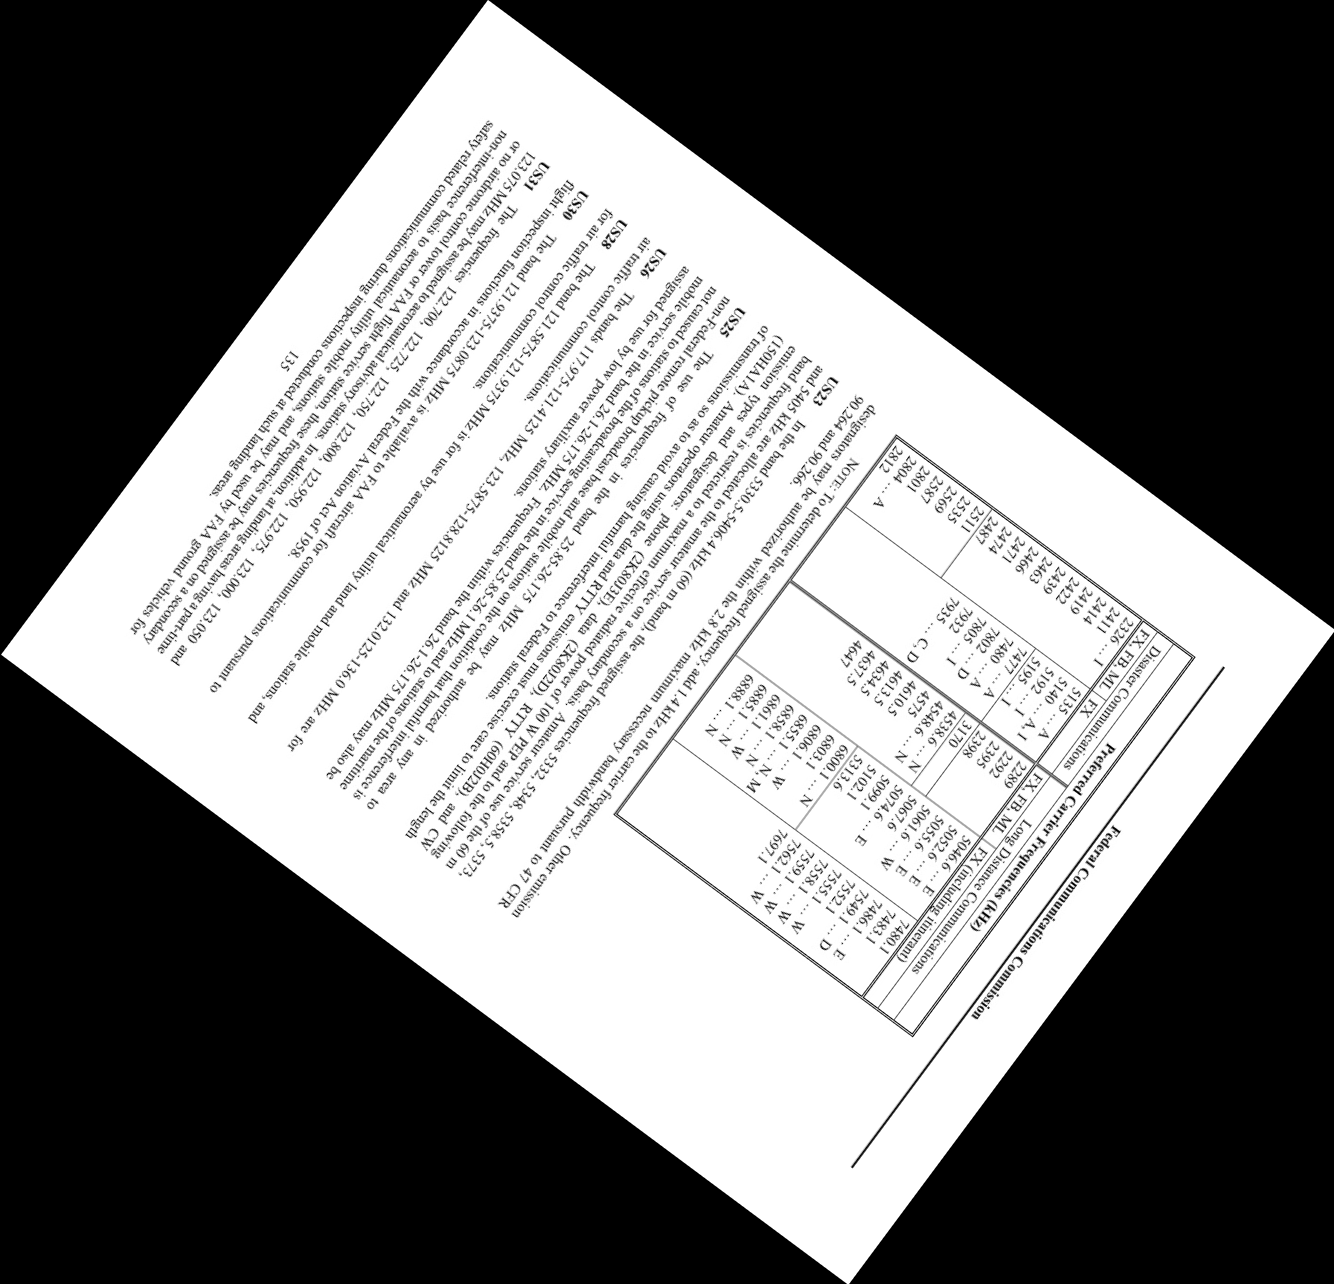 Federal Communications Commission
Preferred Carrier Frequencies (kHz)
Disaster Communications
Long Distance Communications
FX, FB, ML
FX
FX, FB, ML
FX (including itinerant)
2326 .... I
2411
2414
2419
2422
2439
2463
2466
2471
2474
2487
2511
2535
2569
2587
2801
2804 .... A
2812
5135 .... A
5140 .... A, I
5192 .... I
5195 .... I
7477 .... A
7480 .... A
7802 .... D
7805 .... I
7932
7935 .... C, D
2289
2292
2395
2398
3170
4538.6 .... N
4548.6 .... N
4575
4610.5
4613.5
4634.5
4637.5
4647
5046.6 .... E
5052.6 .... E
5055.6 .... E
5061.6 .... W
5067.6
5074.6 .... E
5099.1
5102.1
5313.6
6800.1 .... N
6803.1
6806.1 .... W
6855.1 .... M
6858.1 .... N
6861.1 .... W
6885.1 .... N
6888.1 .... N
7480.1
7483.1
7486.1 .... E
7549.1 .... D
7552.1
7555.1 .... W
7558.1 .... W
7559.1 .... W
7562.1 .... W
7697.1
NOTE: To determine the assigned frequency, add 1.4 kHz to the carrier frequency. Other emission
designators may be authorized within the 2.8 kHz maximum necessary bandwidth pursuant to 47 CFR
90.264 and 90.266.
US23 In the band 5330.5-5406.4 kHz (60 m band), the assigned frequencies 5332, 5348, 5358.5, 5373,
and 5405 kHz are allocated to the amateur service on a secondary basis. Amateur service use of the 60 m
band frequencies is restricted to a maximum effective radiated power of 100 W PEP and to the following
emission types and designators: phone (2K80J3E), data (2K80J2D), RTTY (60H0J2B), and CW
(150HA1A). Amateur operators using the data and RTTY emissions must exercise care to limit the length
of transmissions so as to avoid causing harmful interference to Federal stations.
US25 The use of frequencies in the band 25.85-26.175 MHz may be authorized in any area to
non-Federal remote pickup broadcast base and mobile stations on the condition that harmful interference is
not caused to stations of the broadcasting service in the band 25.85-26.1 MHz and to stations of the maritime
mobile service in the band 26.1-26.175 MHz. Frequencies within the band 26.1-26.175 MHz may also be
assigned for use by low power auxiliary stations.
US26 The bands 117.975-121.4125 MHz, 123.5875-128.8125 MHz and 132.0125-136.0 MHz are for
air traffic control communications.
US28 The band 121.5875-121.9375 MHz is for use by aeronautical utility land and mobile stations, and
for air traffic control communications.
US30 The band 121.9375-123.0875 MHz is available to FAA aircraft for communications pursuant to
flight inspection functions in accordance with the Federal Aviation Act of 1958.
US31 The frequencies 122.700, 122.725, 122.750, 122.800, 122.950, 122.975, 123.000, 123.050 and
123.075 MHz may be assigned to aeronautical advisory stations. In addition, at landing areas having a part-time
or no airdrome control tower or FAA flight service station, these frequencies may be assigned on a secondary
non-interference basis to aeronautical utility mobile stations, and may be used by FAA ground vehicles for
safety related communications during inspections conducted at such landing areas.
135